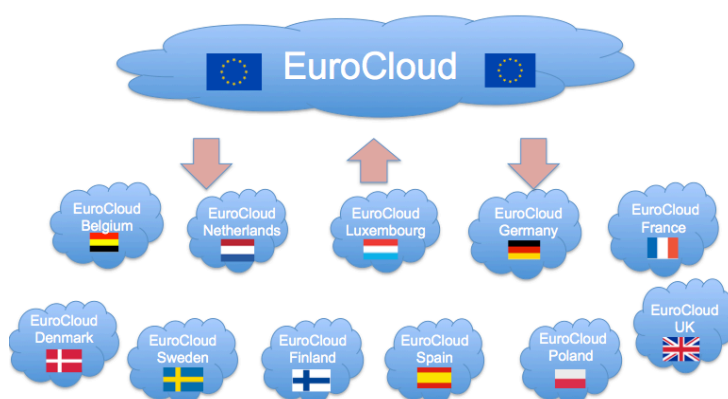 EuroCloud
EuroCloud
Belgium
EuroCloud
Netherlands
EuroCloud
Luxembourg
EuroCloud
Germany
EuroCloud
France
EuroCloud
Denmark
EuroCloud
Sweden
EuroCloud
Finland
EuroCloud
Spain
EuroCloud
Poland
EuroCloud
UK